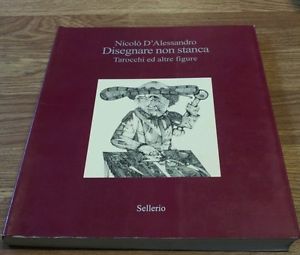 Nicolò D'Alessandro
Disegnare non stanca
Tarocchi ed altre figure
Sellerio